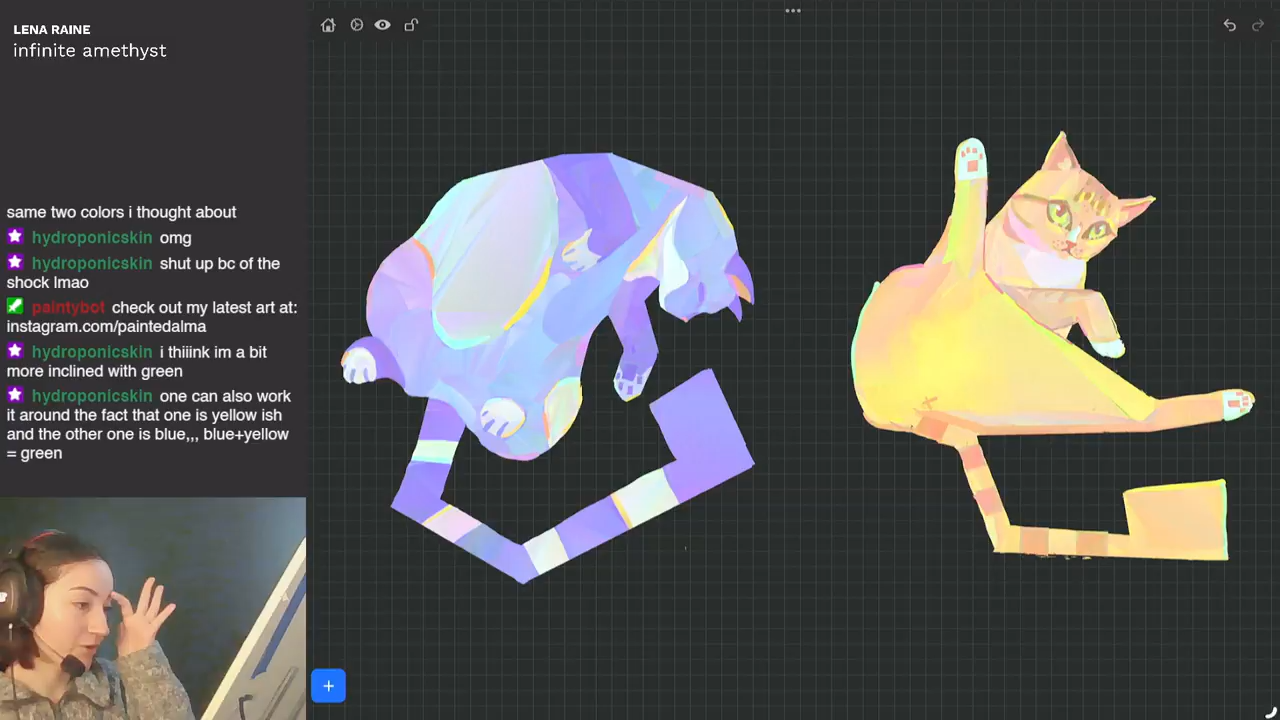 LENA RAINE
infinite amethyst
same two colors i thought about
hydroponicskin omg
hydroponicskin shut up bc of the
shock lmao
paintybot check out my latest art at:
instagram.com/paintedalma
hydroponicskin i thiiink im a bit
more inclined with green
hydroponicskin one can also work
it around the fact that one is yellow ish
and the other one is blue,,, blue+yellow
= green